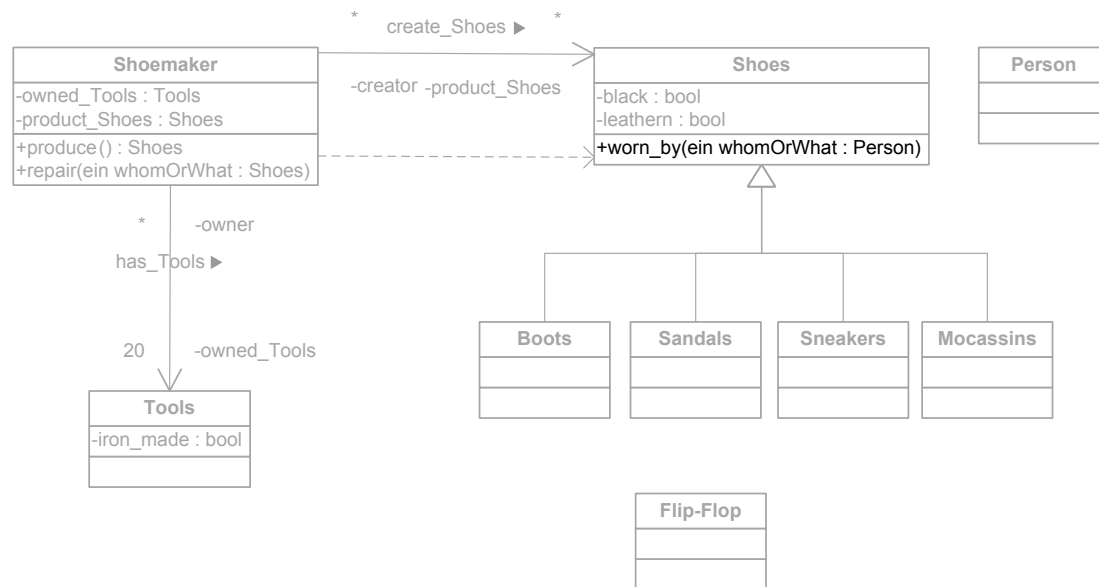 * create_Shoes ▶ *
Shoemaker
-owned_Tools : Tools
-product_Shoes : Shoes
+produce() : Shoes
+repair(ein whomOrWhat : Shoes)
-creator -product_Shoes
Shoes
-black : bool
-leathern : bool
+worn_by(ein whomOrWhat : Person)
Person
* -owner
has_Tools ▶
20 -owned_Tools
Tools
-iron_made : bool
Boots
Sandals
Sneakers
Mocassins
Flip-Flop